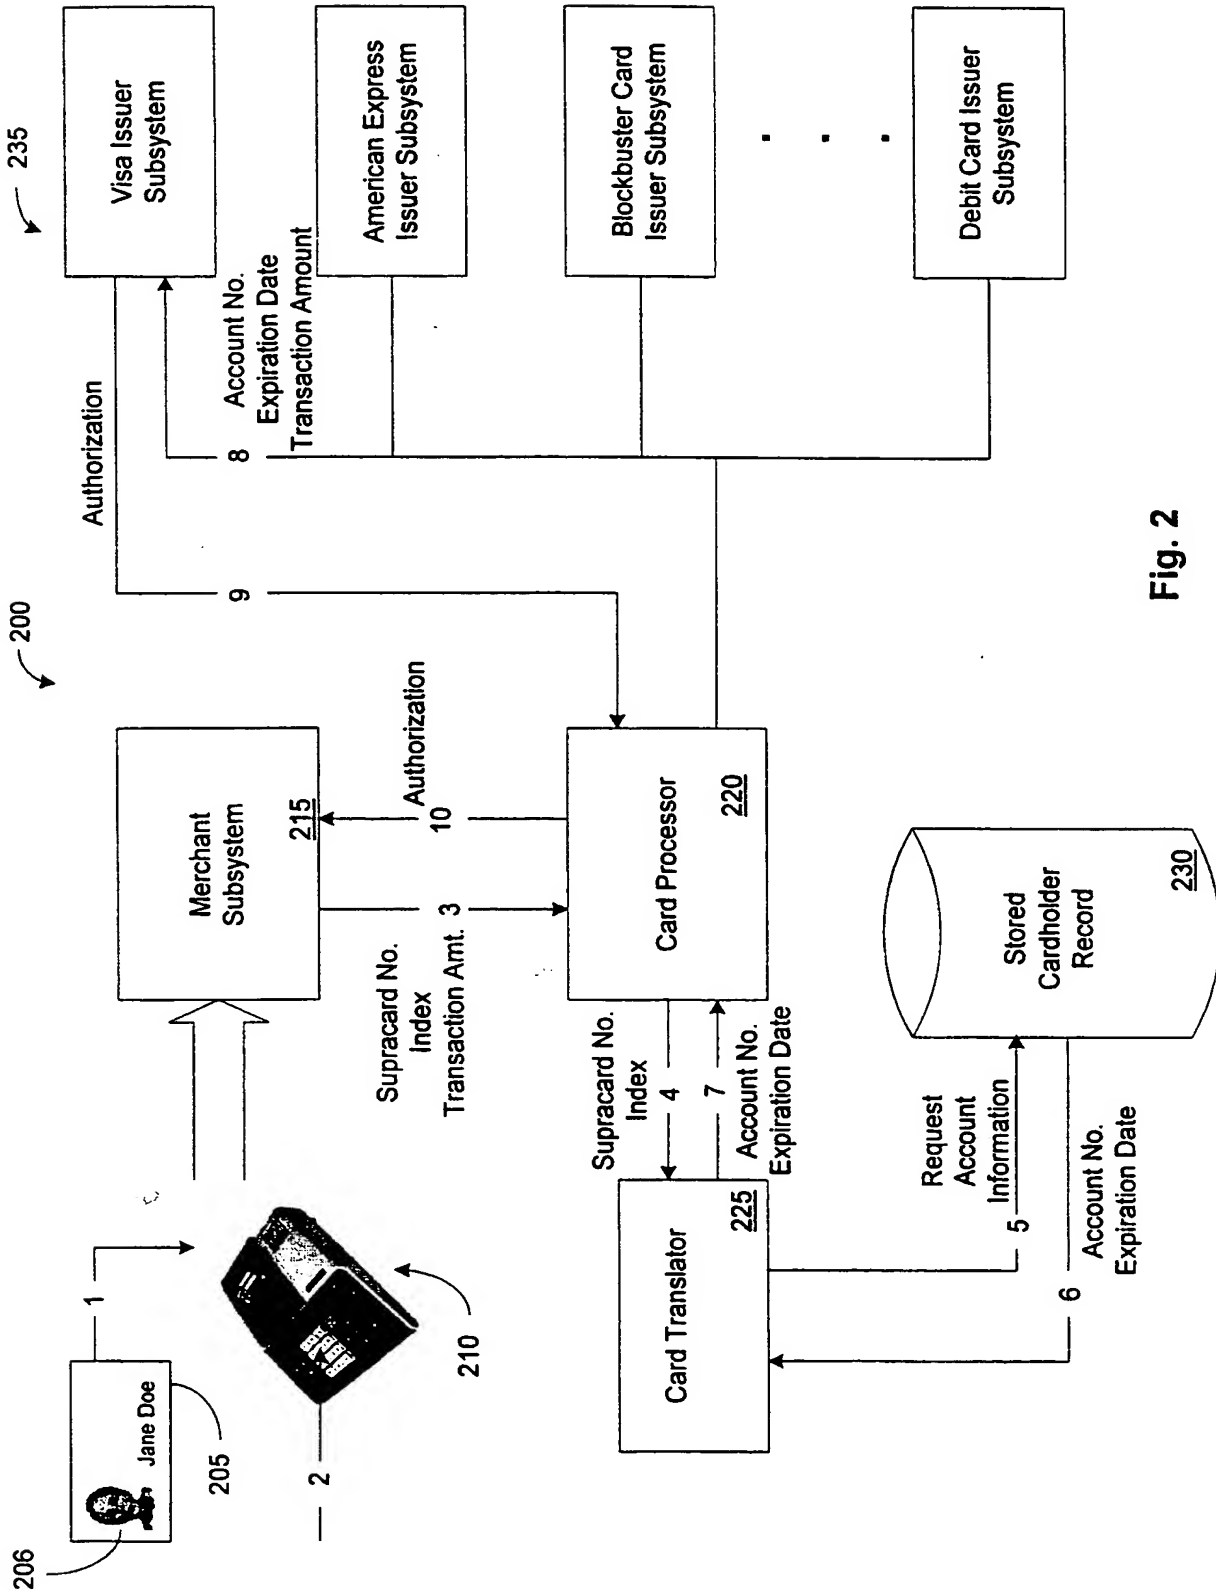 200
235
206
Jane Doe
205
1
2
210
Merchant
Subsystem
215
Supracard No.
Index
Transaction Amt.
3
10
Authorization
Card Processor
220
Supracard No.
Index
4
7
Account No.
Expiration Date
Card Translator
225
Request
Account
Information
5
6
Account No.
Expiration Date
Stored
Cardholder
Record
230
Authorization
9
8
Account No.
Expiration Date
Transaction Amount
Visa Issuer
Subsystem
American Express
Issuer Subsystem
Blockbuster Card
Issuer Subsystem
Debit Card Issuer
Subsystem
Fig. 2